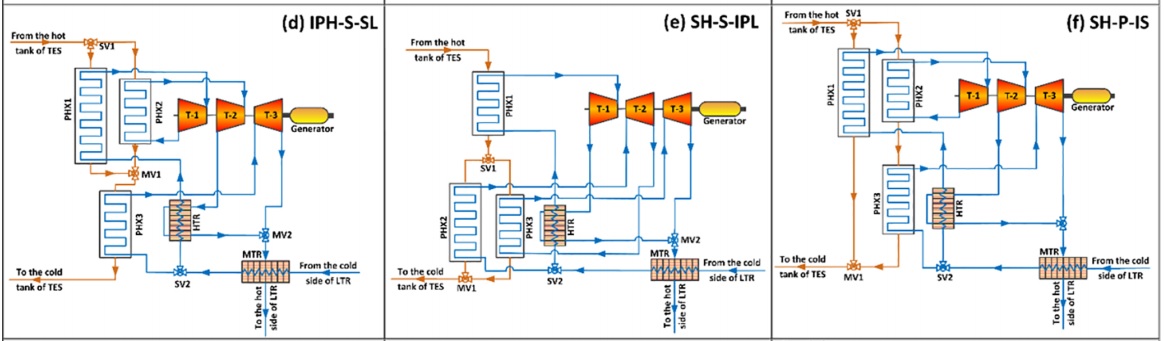 (d) IPH-S-SL
From the hot
tank of TES
SV1
PHX1
PHX2
T-1
T-2
T-3
Generator
MV1
PHX3
HTR
MV2
MTR
To the cold
tank of TES
SV2
From the cold
side of LTR
To the hot
side of LTR
(e) SH-S-IPL
From the hot
tank of TES
PHX1
T-1
T-2
T-3
Generator
SV1
PHX2
PHX3
HTR
MV2
MTR
To the cold
tank of TES
MV1
SV2
From the cold
side of LTR
To the hot
side of LTR
(f) SH-P-IS
From the hot
tank of TES
SV1
PHX1
PHX2
T-1
T-2
T-3
Generator
PHX3
HTR
MTR
To the cold
tank of TES
MV1
SV2
From the cold
side of LTR
To the hot
side of LTR